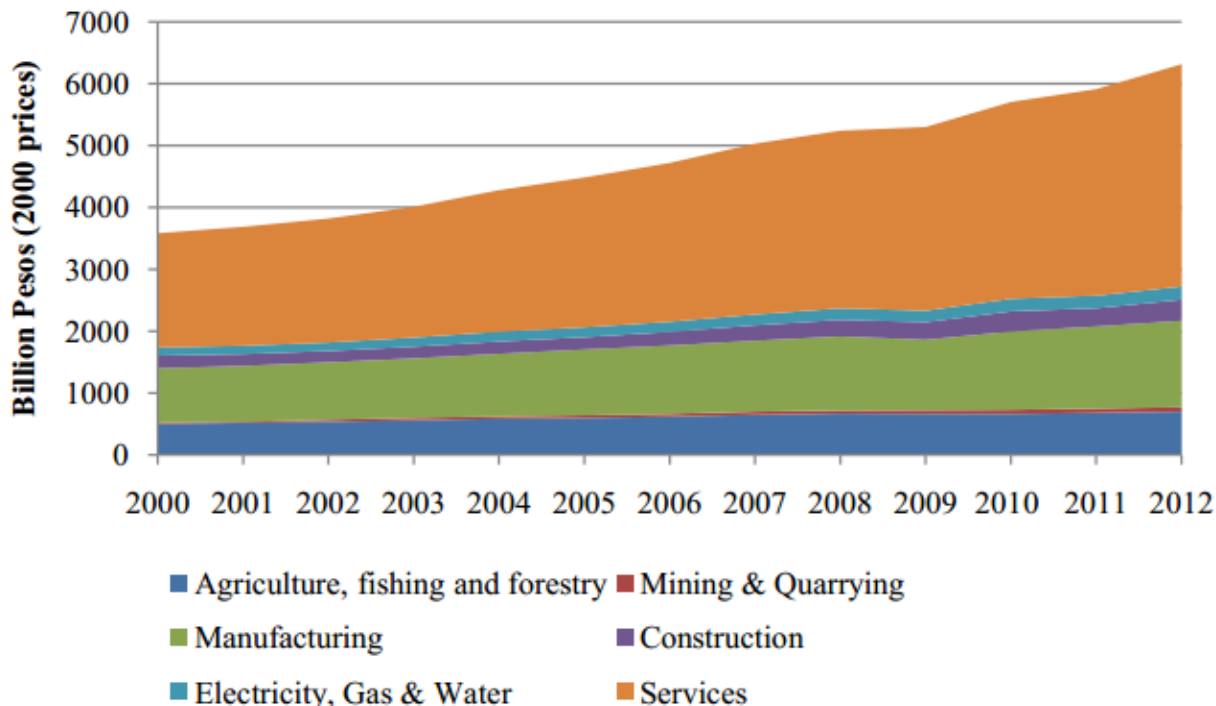 7000
6000
5000
4000
3000
2000
1000
0
Billion Pesos (2000 prices)
2000 2001 2002 2003 2004 2005 2006 2007 2008 2009 2010 2011 2012
Agriculture, fishing and forestry Mining & Quarrying
Manufacturing Construction
Electricity, Gas & Water Services